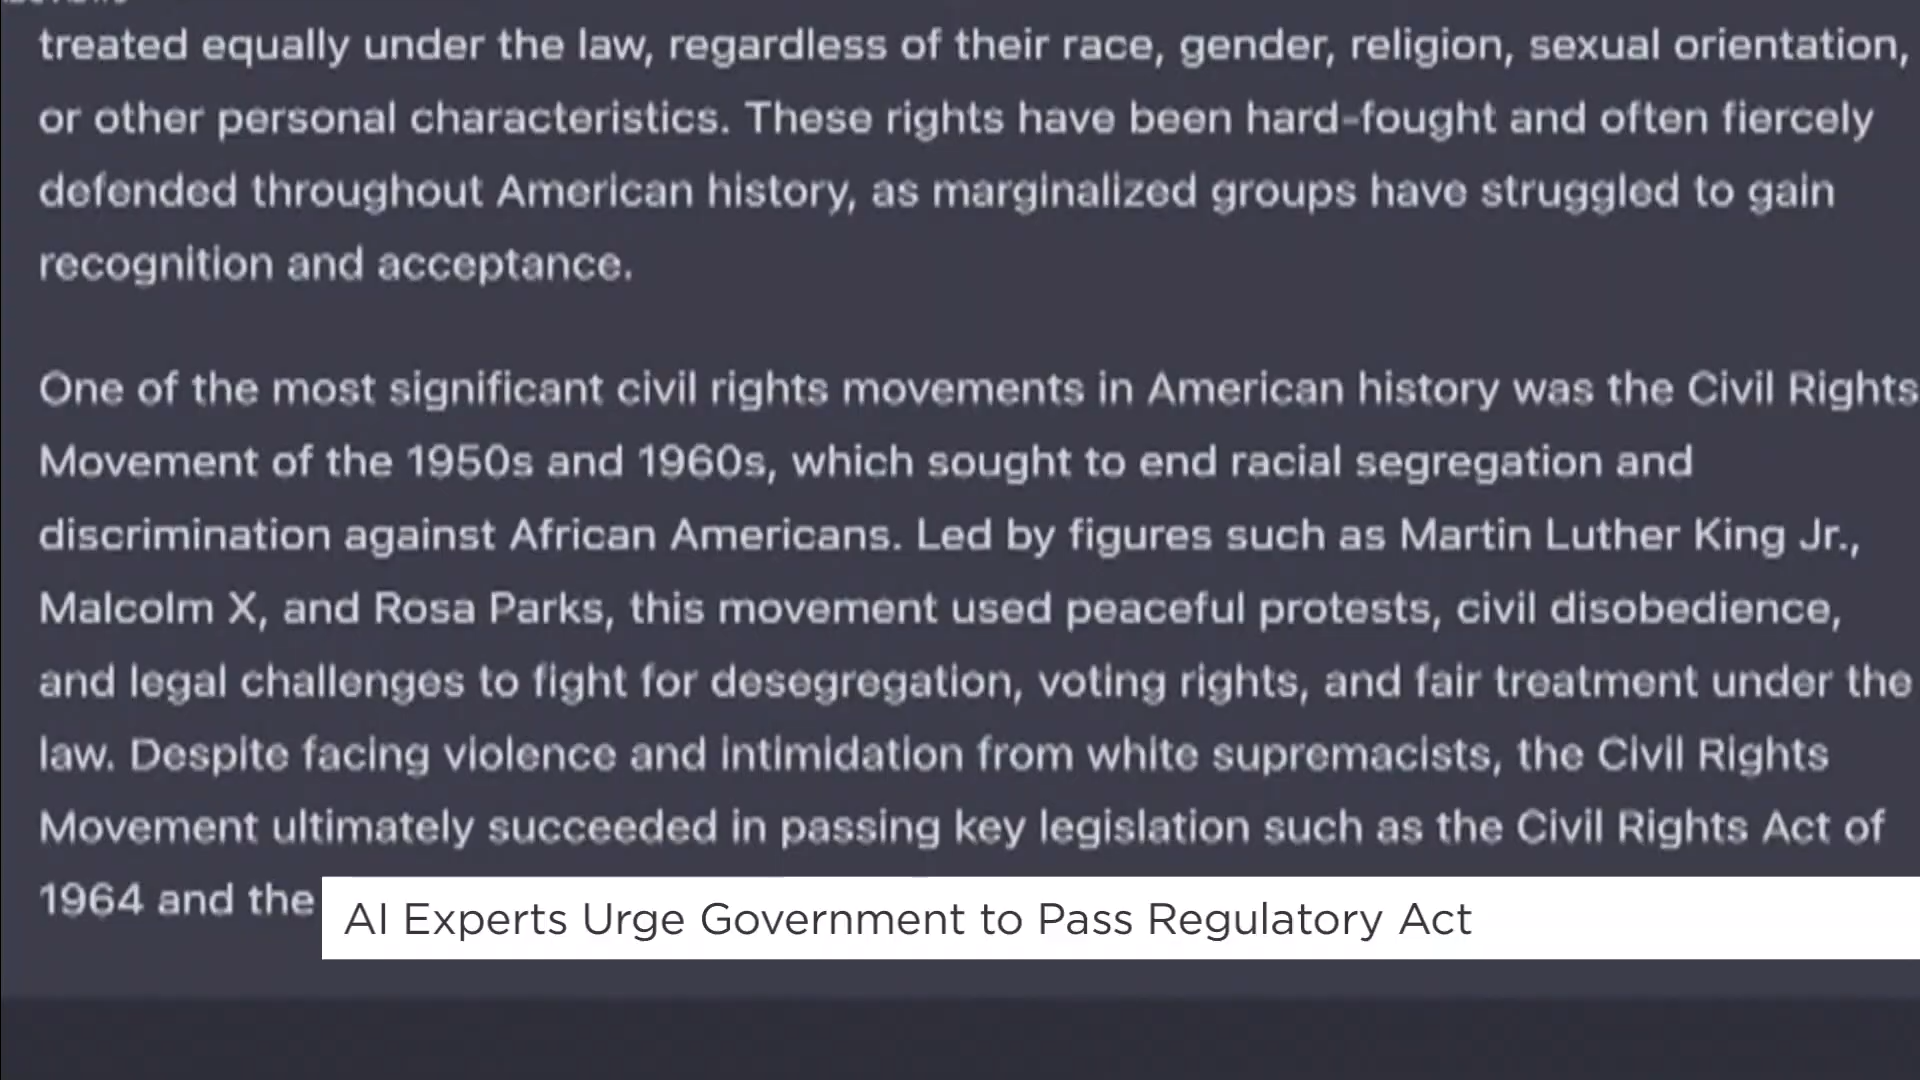 treated equally under the law, regardless of their race, gender, religion, sexual orientation,
or other personal characteristics. These rights have been hard-fought and often fiercely
defended throughout American history, as marginalized groups have struggled to gain
recognition and acceptance.
One of the most significant civil rights movements in American history was the Civil Rights
Movement of the 1950s and 1960s, which sought to end racial segregation and
discrimination against African Americans. Led by figures such as Martin Luther King Jr.,
Malcolm X, and Rosa Parks, this movement used peaceful protests, civil disobedience,
and legal challenges to fight for desegregation, voting rights, and fair treatment under the
law. Despite facing violence and intimidation from white supremacists, the Civil Rights
Movement ultimately succeeded in passing key legislation such as the Civil Rights Act of
1964 and the
AI Experts Urge Government to Pass Regulatory Act